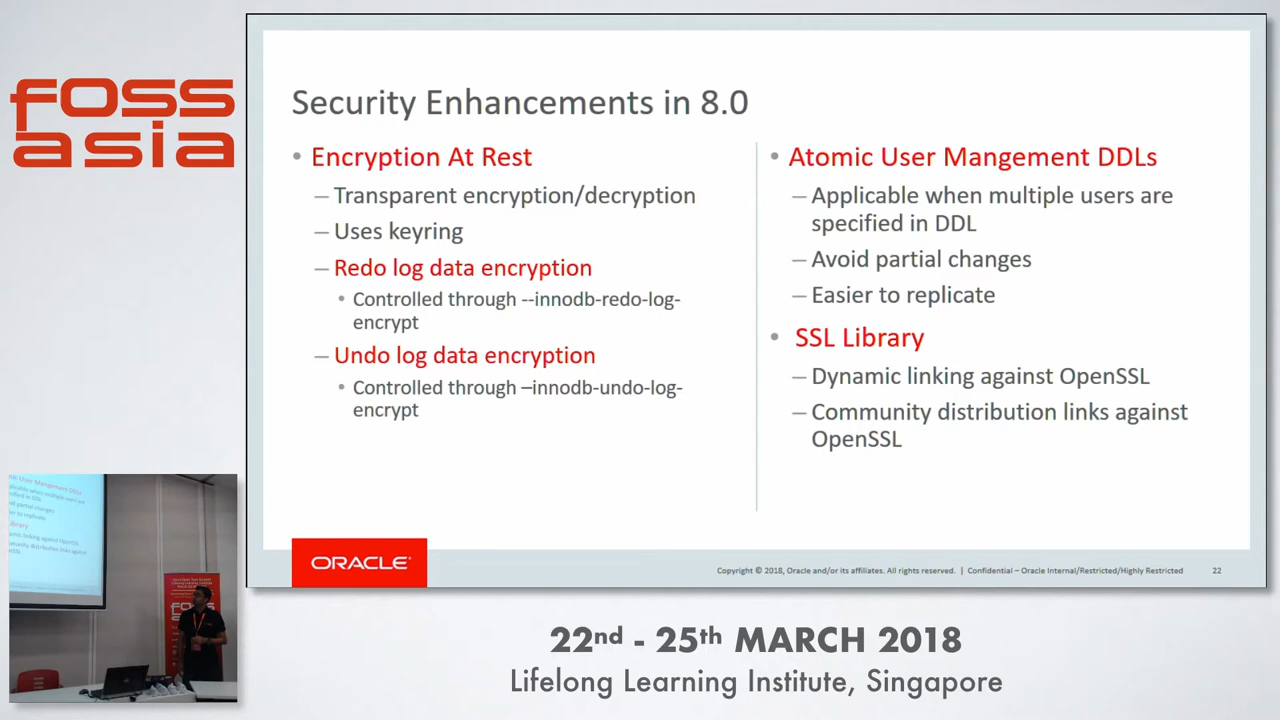 foss
asia
Security Enhancements in 8.0
• Encryption At Rest
– Transparent encryption/decryption
– Uses keyring
– Redo log data encryption
• Controlled through --innodb-redo-log-
encrypt
– Undo log data encryption
• Controlled through –innodb-undo-log-
encrypt
• Atomic User Mangement DDLs
– Applicable when multiple users are
specified in DDL
– Avoid partial changes
– Easier to replicate
• SSL Library
– Dynamic linking against OpenSSL
– Community distribution links against
OpenSSL
ORACLE®
Copyright © 2018, Oracle and/or its affiliates. All rights reserved. | Confidential – Oracle Internal/Restricted/Highly Restricted 22
22nd - 25th MARCH 2018
Lifelong Learning Institute, Singapore